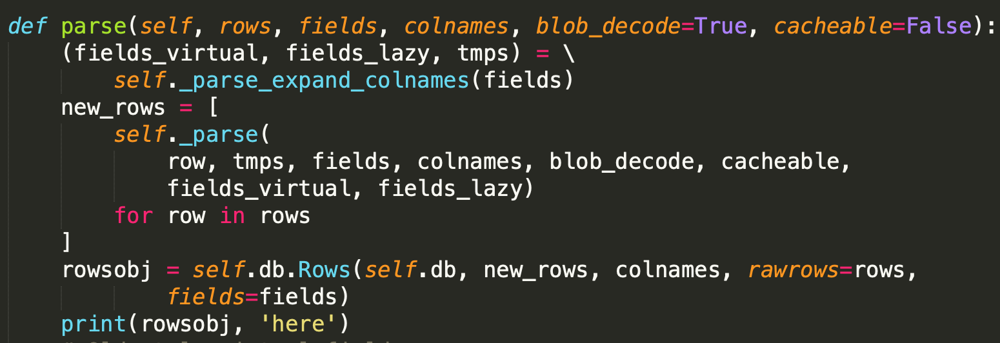 def parse(self, rows, fields, colnames, blob_decode=True, cacheable=False):
    (fields_virtual, fields_lazy, tmps) = \
        self._parse_expand_colnames(fields)
    new_rows = [
        self._parse(
            row, tmps, fields, colnames, blob_decode, cacheable,
            fields_virtual, fields_lazy)
        for row in rows
    ]
    rowsobj = self.db.Rows(self.db, new_rows, colnames, rawrows=rows,
            fields=fields)
    print(rowsobj, 'here')